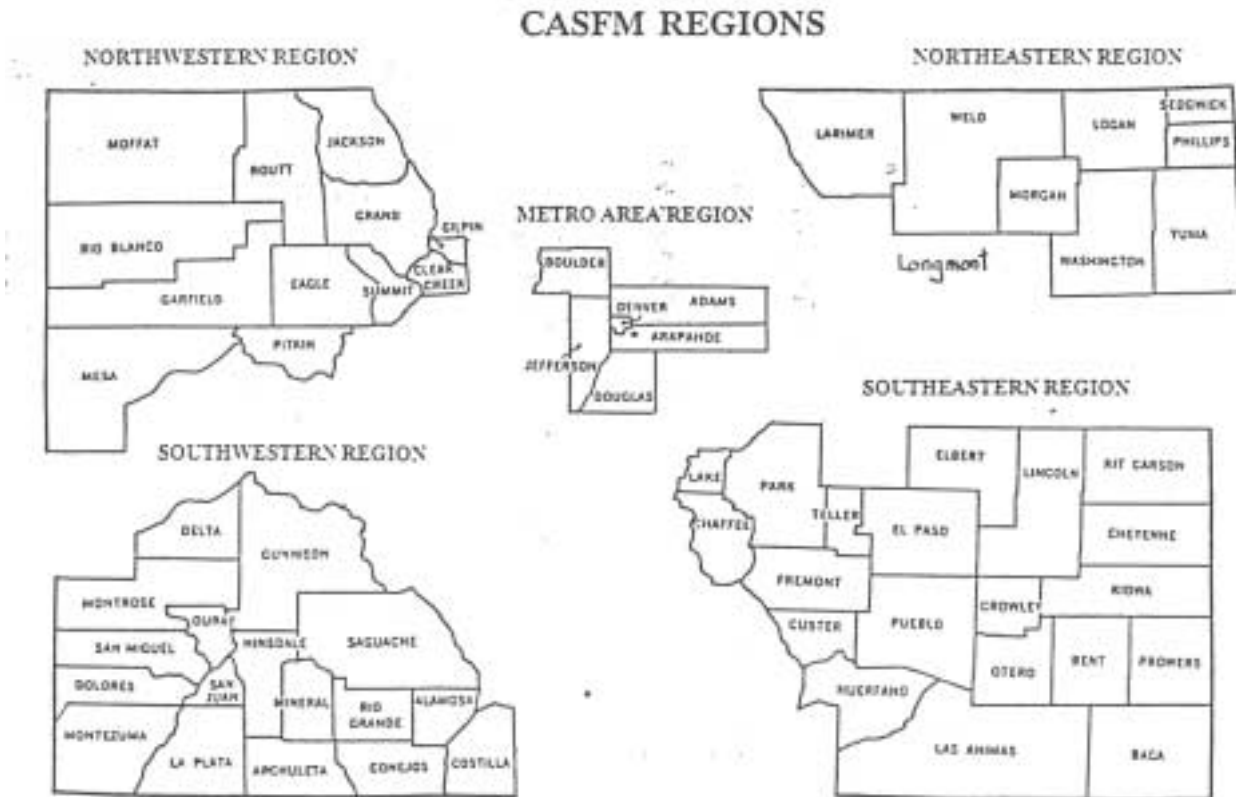 CASFM REGIONS
NORTHWESTERN REGION
MOFFAT
ROUTT
JACKSON
GRAND
GILPIN
RIO BLANCO
GARFIELD
EAGLE
SUMMIT
CLEAR
CREEK
PITKIN
MESA
NORTHEASTERN REGION
LARIMER
WELD
LOGAN
SEDGWICK
PHILLIPS
MORGAN
WASHINGTON
YUMA
Longmont
METRO AREA REGION
BOULDER
DENVER
ADAMS
ARAPAHOE
JEFFERSON
DOUGLAS
SOUTHWESTERN REGION
DELTA
GUNNISON
MONTROSE
OURAY
SAN MIGUEL
HINSDALE
SAGUACHE
DOLORES
SAN
JUAN
MINERAL
RIO
GRANDE
ALAMOSA
MONTEZUMA
LA PLATA
ARCHULETA
CONEJOS
COSTILLA
SOUTHEASTERN REGION
LAKE
PARK
ELBERT
LINCOLN
KIT CARSON
CHAFFEE
TELLER
EL PASO
CHEYENNE
FREMONT
KIOWA
CUSTER
PUEBLO
CROWLEY
OTERO
BENT
PROWERS
HUERFANO
LAS ANIMAS
BACA